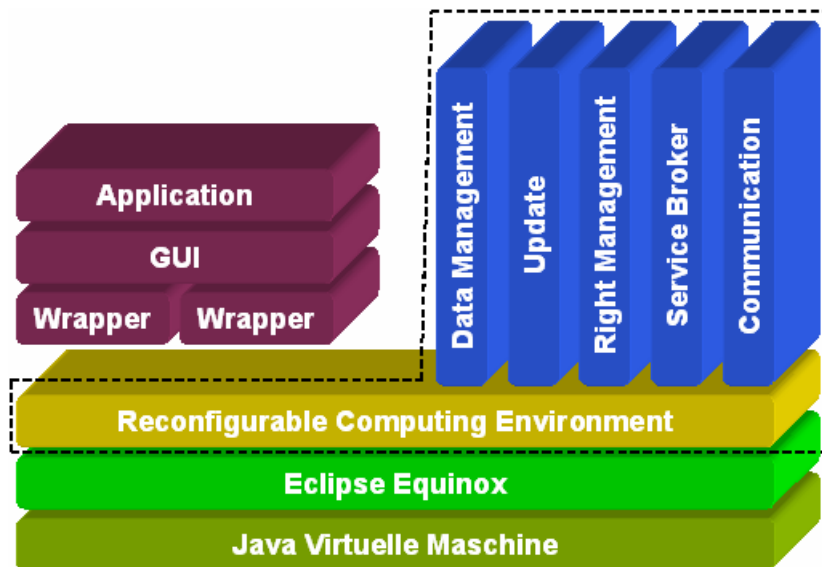 Application
GUI
Wrapper
Wrapper
Data Management
Update
Right Management
Service Broker
Communication
Reconfigurable Computing Environment
Eclipse Equinox
Java Virtuelle Maschine